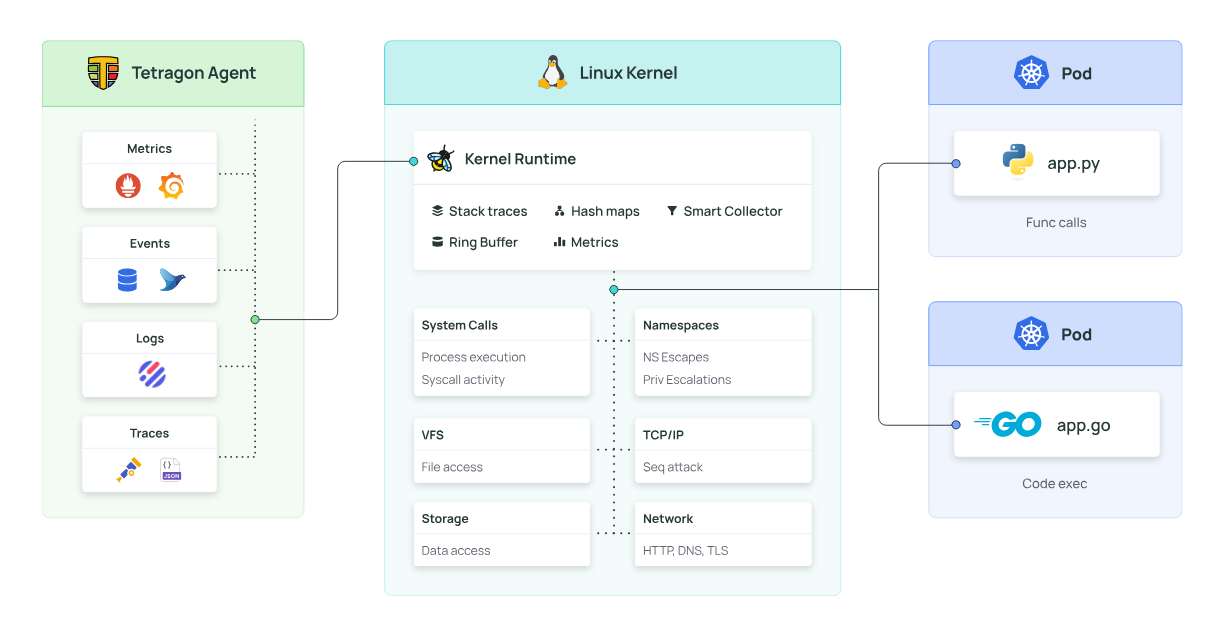 Tetragon Agent
Metrics
Events
Logs
Traces
JSON
Linux Kernel
Kernel Runtime
Stack traces
Hash maps
Smart Collector
Ring Buffer
Metrics
System Calls
Process execution
Syscall activity
Namespaces
NS Escapes
Priv Escalations
VFS
File access
TCP/IP
Seq attack
Storage
Data access
Network
HTTP, DNS, TLS
Pod
app.py
Func calls
Pod
GO
app.go
Code exec